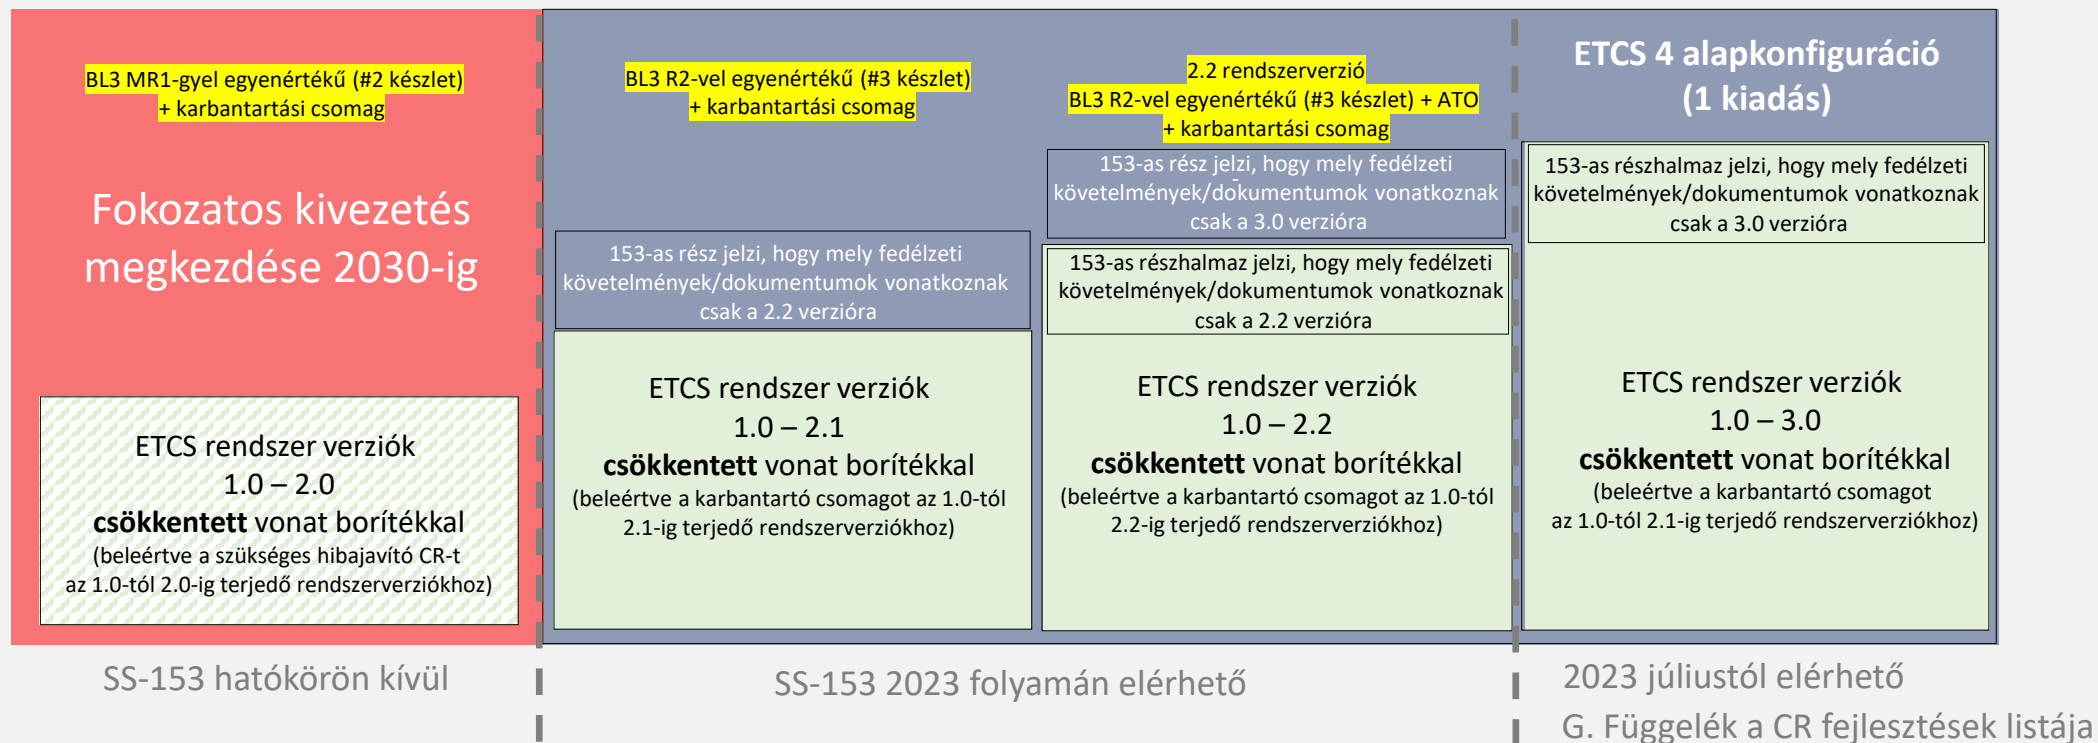 BL3 MR1-gyel egyenértékű (#2 készlet)
+ karbantartási csomag
Fokozatos kivezetés
megkezdése 2030-ig
ETCS rendszer verziók
1.0 – 2.0
csökkentett vonat borítékkal
(beleértve a szükséges hibajavító CR-t
az 1.0-tól 2.0-ig terjedő rendszerverziókhoz)
SS-153 hatókörön kívül
BL3 R2-vel egyenértékű (#3 készlet)
+ karbantartási csomag
153-as rész jelzi, hogy mely fedélzeti
követelmények/dokumentumok vonatkoznak
csak a 2.2 verzióra
ETCS rendszer verziók
1.0 – 2.1
csökkentett vonat borítékkal
(beleértve a karbantartó csomagot az 1.0-tól
2.1-ig terjedő rendszerverziókhoz)
2.2 rendszerverzió
BL3 R2-vel egyenértékű (#3 készlet) + ATO
+ karbantartási csomag
153-as rész jelzi, hogy mely fedélzeti
követelmények/dokumentumok vonatkoznak
csak a 3.0 verzióra
153-as részhalmaz jelzi, hogy mely fedélzeti
követelmények/dokumentumok vonatkoznak
csak a 2.2 verzióra
ETCS rendszer verziók
1.0 – 2.2
csökkentett vonat borítékkal
(beleértve a karbantartó csomagot az 1.0-tól
2.2-ig terjedő rendszerverziókhoz)
SS-153 2023 folyamán elérhető
ETCS 4 alapkonfiguráció
(1 kiadás)
153-as részhalmaz jelzi, hogy mely fedélzeti
követelmények/dokumentumok vonatkoznak
csak a 3.0 verzióra
ETCS rendszer verziók
1.0 – 3.0
csökkentett vonat borítékkal
(beleértve a karbantartó csomagot
az 1.0-tól 2.1-ig terjedő rendszerverziókhoz)
2023 júliustól elérhető
G. Függelék a CR fejlesztések listája